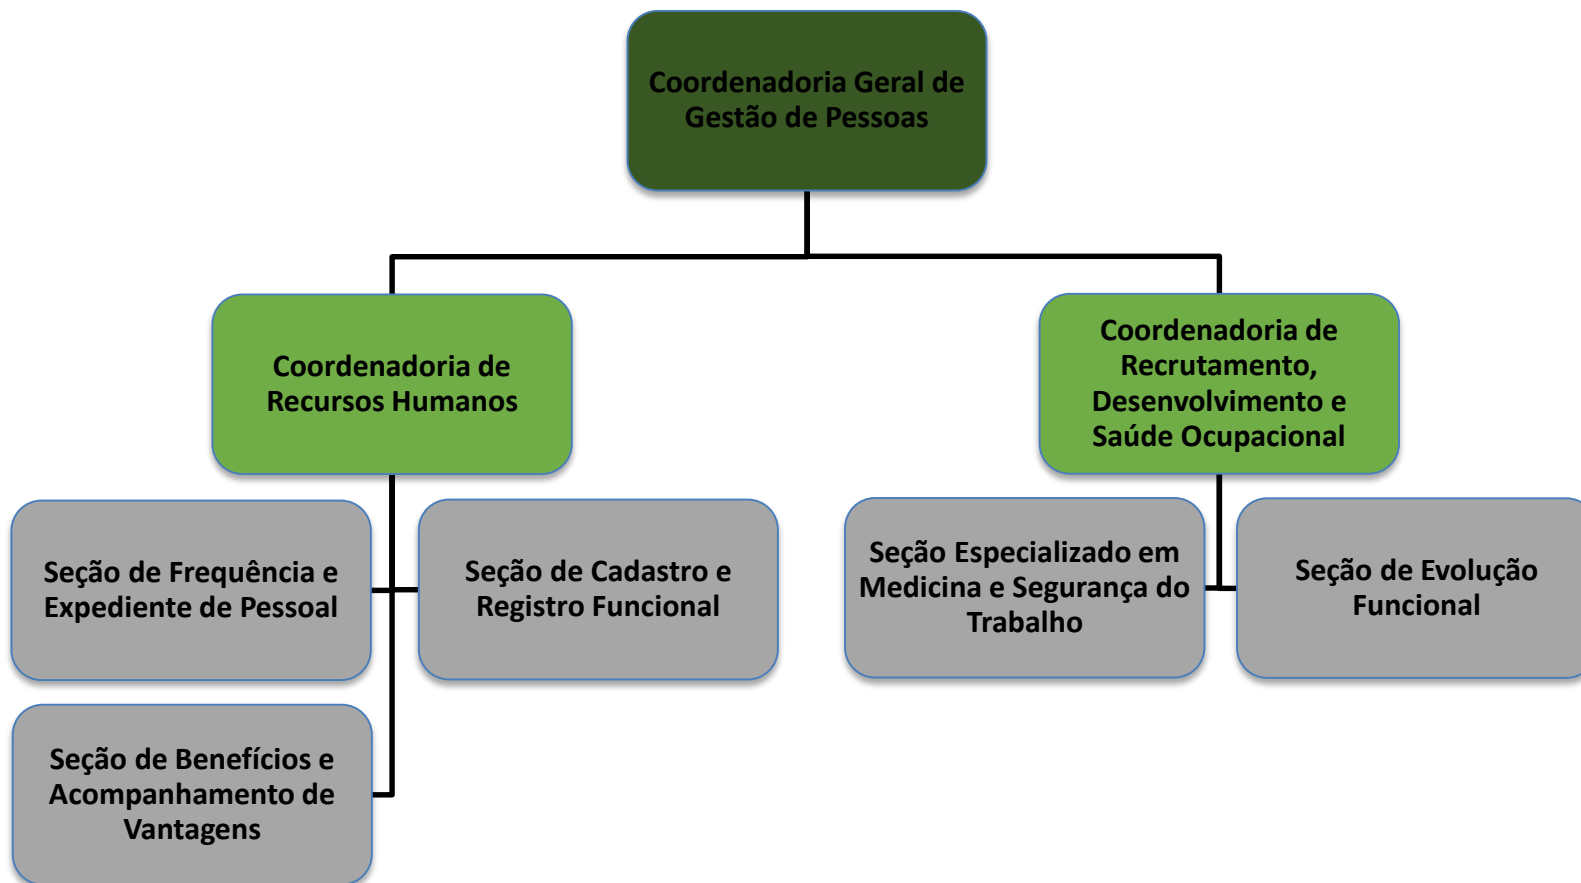 Coordenadoria Geral de
Gestão de Pessoas
Coordenadoria de
Recursos Humanos
Coordenadoria de
Recrutamento,
Desenvolvimento e
Saúde Ocupacional
Seção de Frequência e
Expediente de Pessoal
Seção de Cadastro e
Registro Funcional
Seção Especializado em
Medicina e Segurança do
Trabalho
Seção de Evolução
Funcional
Seção de Benefícios e
Acompanhamento de
Vantagens